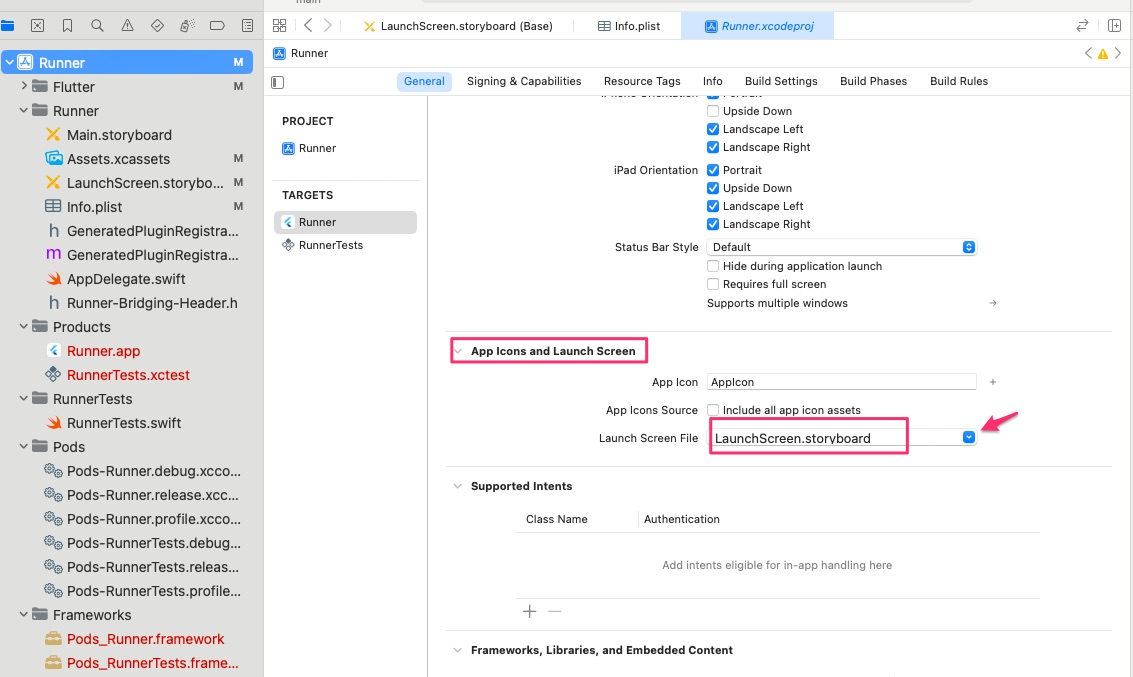 main
LaunchScreen.storyboard (Base)
Info.plist
Runner.xcodeproj
Runner M
Flutter M
Runner
Main.storyboard
Assets.xcassets M
LaunchScreen.storybo... M
Info.plist M
h GeneratedPluginRegistra...
m GeneratedPluginRegistra...
AppDelegate.swift
h Runner-Bridging-Header.h
Products
Runner.app
RunnerTests.xctest
RunnerTests
RunnerTests.swift
Pods
Pods-Runner.debug.xcco...
Pods-Runner.release.xcc...
Pods-Runner.profile.xcco...
Pods-RunnerTests.debug...
Pods-RunnerTests.releas...
Pods-RunnerTests.profile...
Frameworks
Pods_Runner.framework
Pods_RunnerTests.frame...
Runner
General
Signing & Capabilities
Resource Tags
Info
Build Settings
Build Phases
Build Rules
PROJECT
Runner
TARGETS
Runner
RunnerTests
iPhone Orientation Portrait
Upside Down
Landscape Left
Landscape Right
iPad Orientation Portrait
Upside Down
Landscape Left
Landscape Right
Status Bar Style Default
Hide during application launch
Requires full screen
Supports multiple windows
App Icons and Launch Screen
App Icon AppIcon
App Icons Source Include all app icon assets
Launch Screen File LaunchScreen.storyboard
Supported Intents
Class Name Authentication
Add intents eligible for in-app handling here
Frameworks, Libraries, and Embedded Content